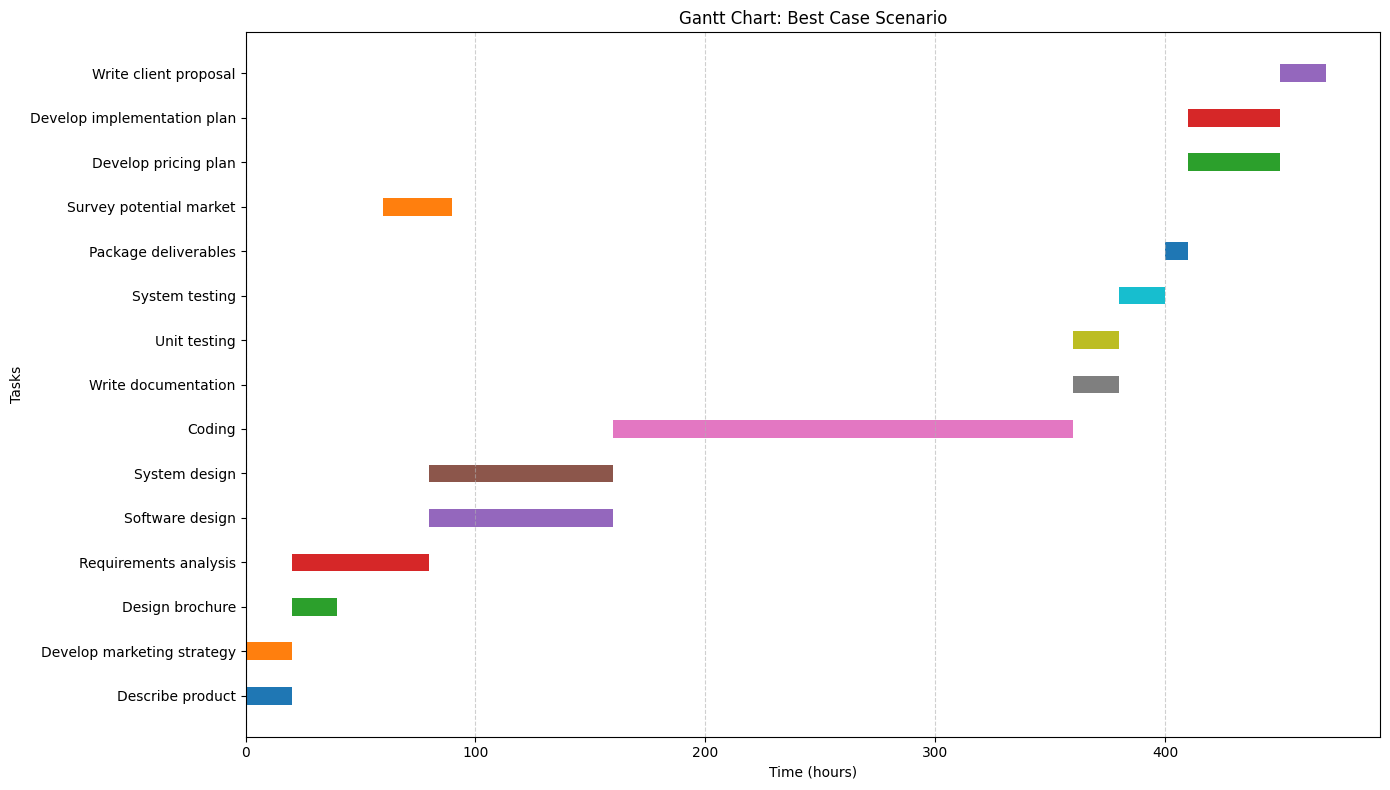 Gantt Chart: Best Case Scenario
Write client proposal
Develop implementation plan
Develop pricing plan
Survey potential market
Package deliverables
System testing
Unit testing
Write documentation
Coding
System design
Software design
Requirements analysis
Design brochure
Develop marketing strategy
Describe product
Tasks
0 100 200 300 400
Time (hours)